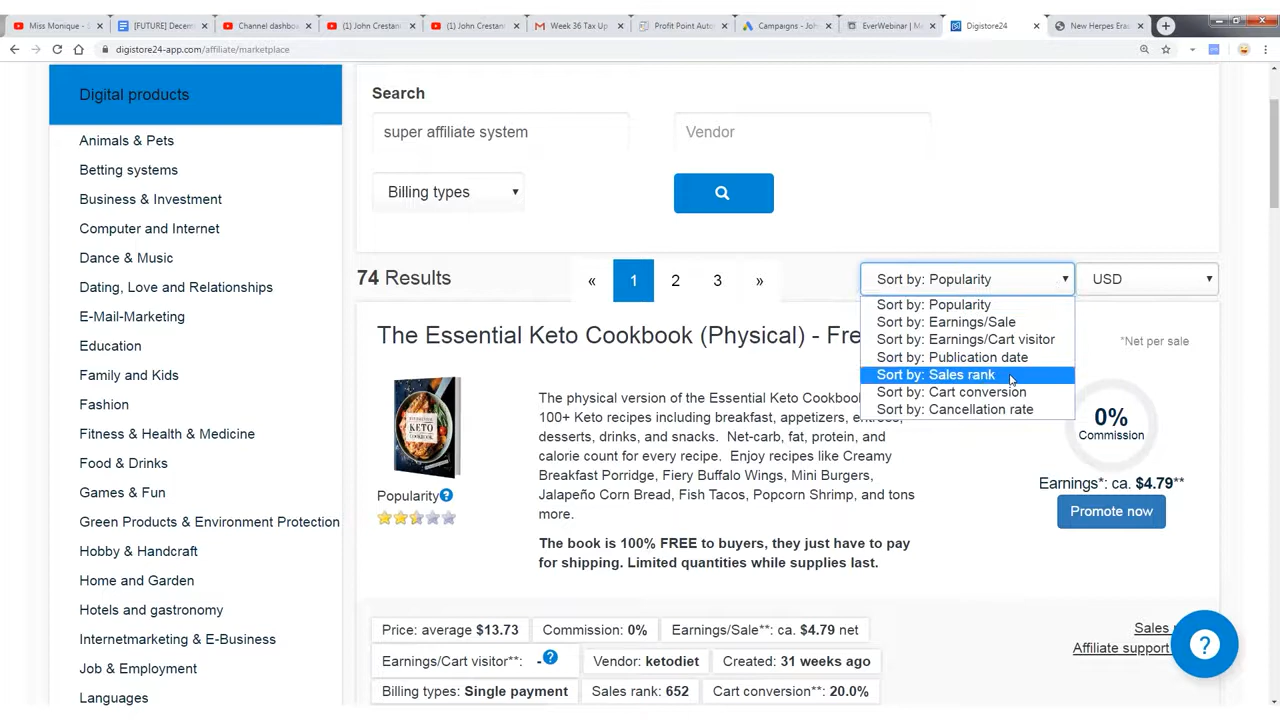 Miss Monique -
[FUTURE] Decem
Channel dashbo
(1) John Crestani
(1) John Crestani
Week 36 Tax Up
Profit Point Auto
Campaigns - Joh
EverWebinar | M
Digistore24
New Herpes Eras
digistore24-app.com/affiliate/marketplace
Digital products
Animals & Pets
Betting systems
Business & Investment
Computer and Internet
Dance & Music
Dating, Love and Relationships
E-Mail-Marketing
Education
Family and Kids
Fashion
Fitness & Health & Medicine
Food & Drinks
Games & Fun
Green Products & Environment Protection
Hobby & Handcraft
Home and Garden
Hotels and gastronomy
Internetmarketing & E-Business
Job & Employment
Languages
Search
super affiliate system
Vendor
Billing types
74 Results
« 1 2 3 »
Sort by: Popularity
USD
Sort by: Popularity
Sort by: Earnings/Sale
Sort by: Earnings/Cart visitor
Sort by: Publication date
Sort by: Sales rank
Sort by: Cart conversion
Sort by: Cancellation rate
The Essential Keto Cookbook (Physical) - Fre
*Net per sale
The physical version of the Essential Keto Cookboo
100+ Keto recipes including breakfast, appetizers, entrees,
desserts, drinks, and snacks. Net-carb, fat, protein, and
calorie count for every recipe. Enjoy recipes like Creamy
Breakfast Porridge, Fiery Buffalo Wings, Mini Burgers,
Jalapeño Corn Bread, Fish Tacos, Popcorn Shrimp, and tons
more.
The book is 100% FREE to buyers, they just have to pay
for shipping. Limited quantities while supplies last.
KETO
COOKBOOK
Popularity ?
0%
Commission
Earnings*: ca. $4.79**
Promote now
Price: average $13.73
Commission: 0%
Earnings/Sale**: ca. $4.79 net
Earnings/Cart visitor**: - ?
Vendor: ketodiet
Created: 31 weeks ago
Billing types: Single payment
Sales rank: 652
Cart conversion**: 20.0%
Sales
Affiliate support
?